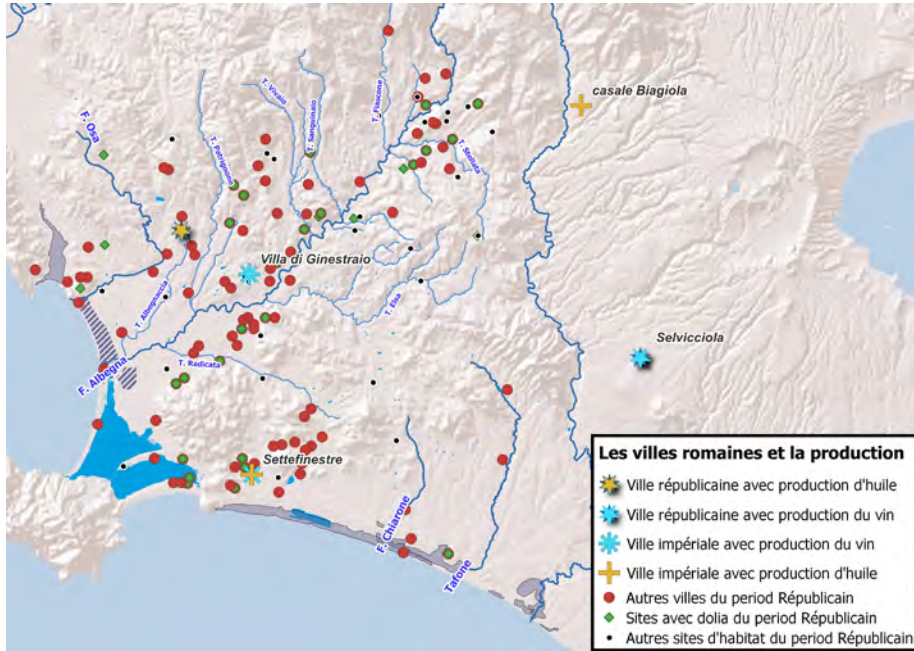 casale Biagiola
F. Osa
T. Vivaio
T. Sanguinaio
T. Fiascone
T. Patrignone
T. Stellata
Villa di Ginestraio
T. Albegnaccia
T. Elsa
F. Albegna
T. Radicata
Selvicciola
Settefinestre
F. Chiarone
Tafone
Les villes romaines et la production
Ville républicaine avec production d'huile
Ville républicaine avec production du vin
Ville impériale avec production du vin
Ville impériale avec production d'huile
Autres villes du period Républicain
Sites avec dolia du period Républicain
Autres sites d'habitat du period Républicain